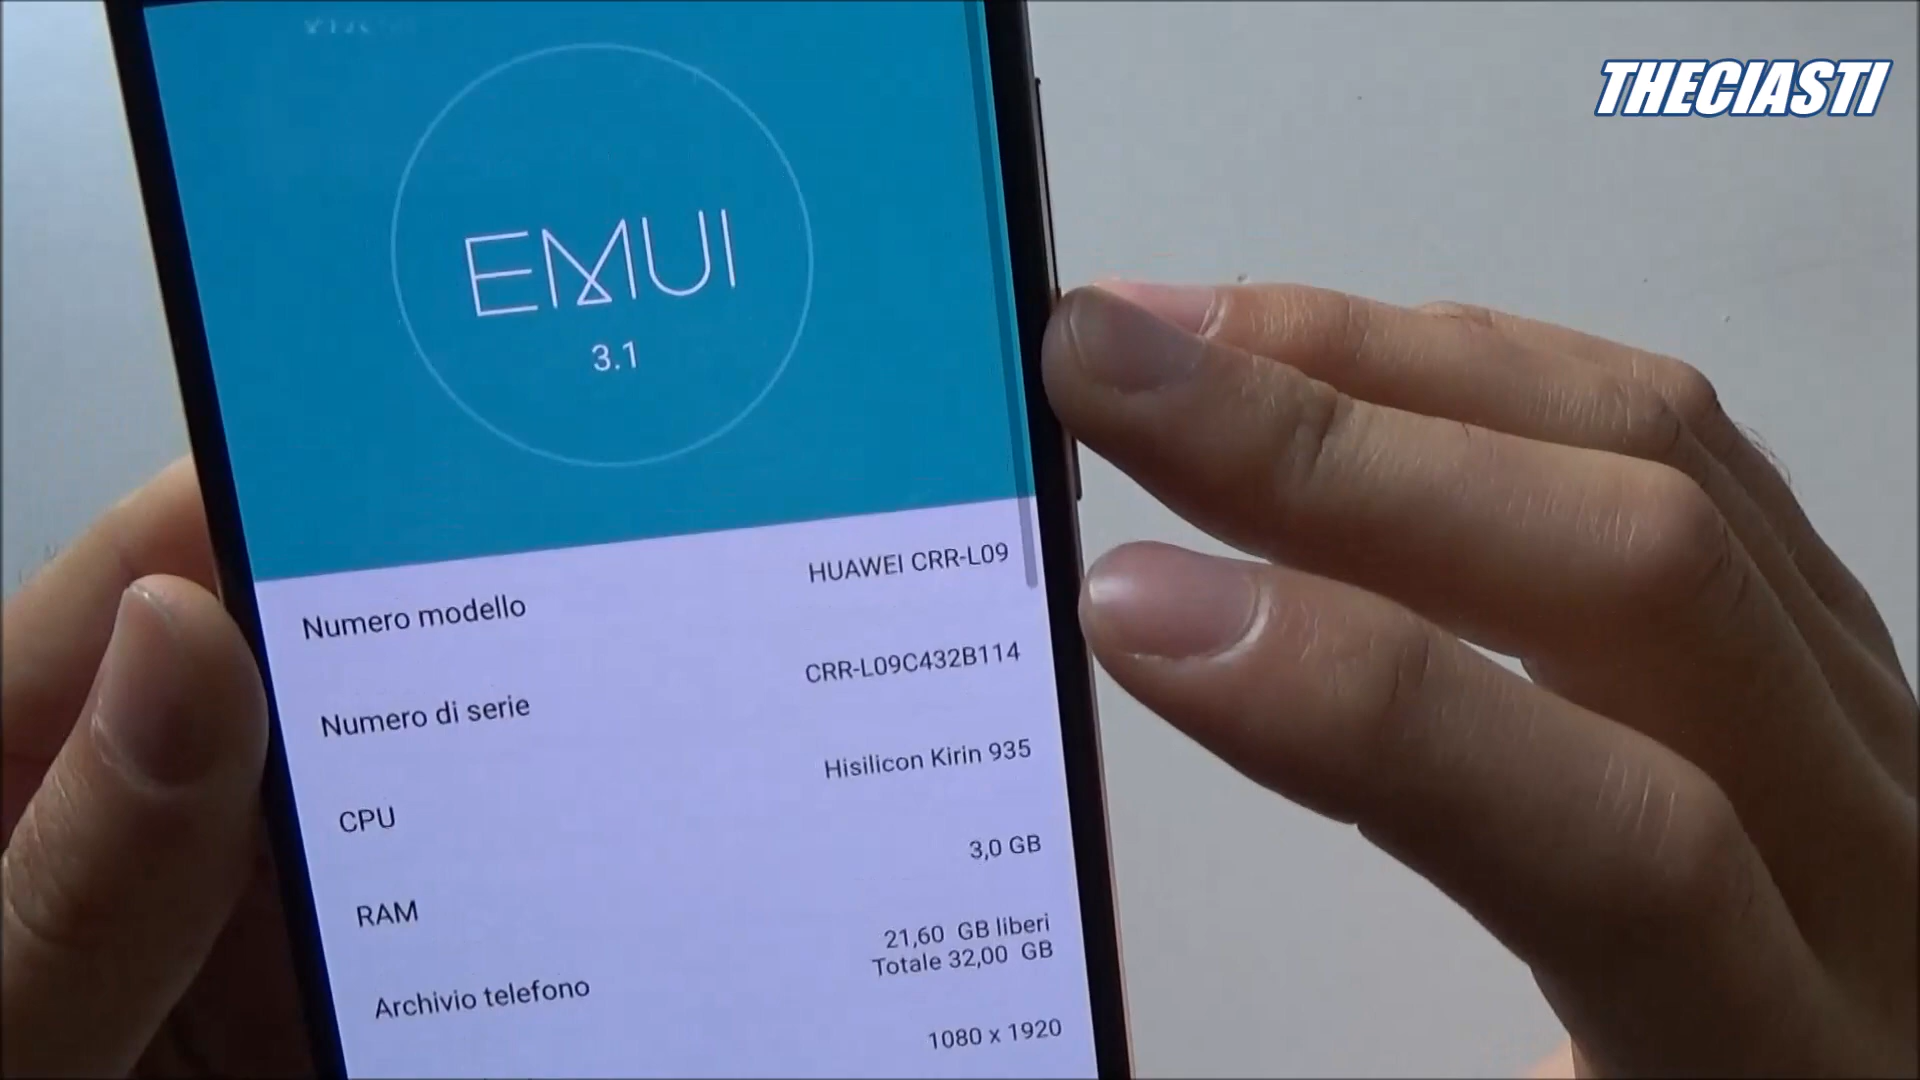 THECIASTI
EMUI
3.1
Numero modello
HUAWEI CRR-L09
Numero di serie
CRR-L09C432B114
CPU
Hisilicon Kirin 935
RAM
3,0 GB
Archivio telefono
21,60 GB liberi
Totale 32,00 GB
1080 x 1920